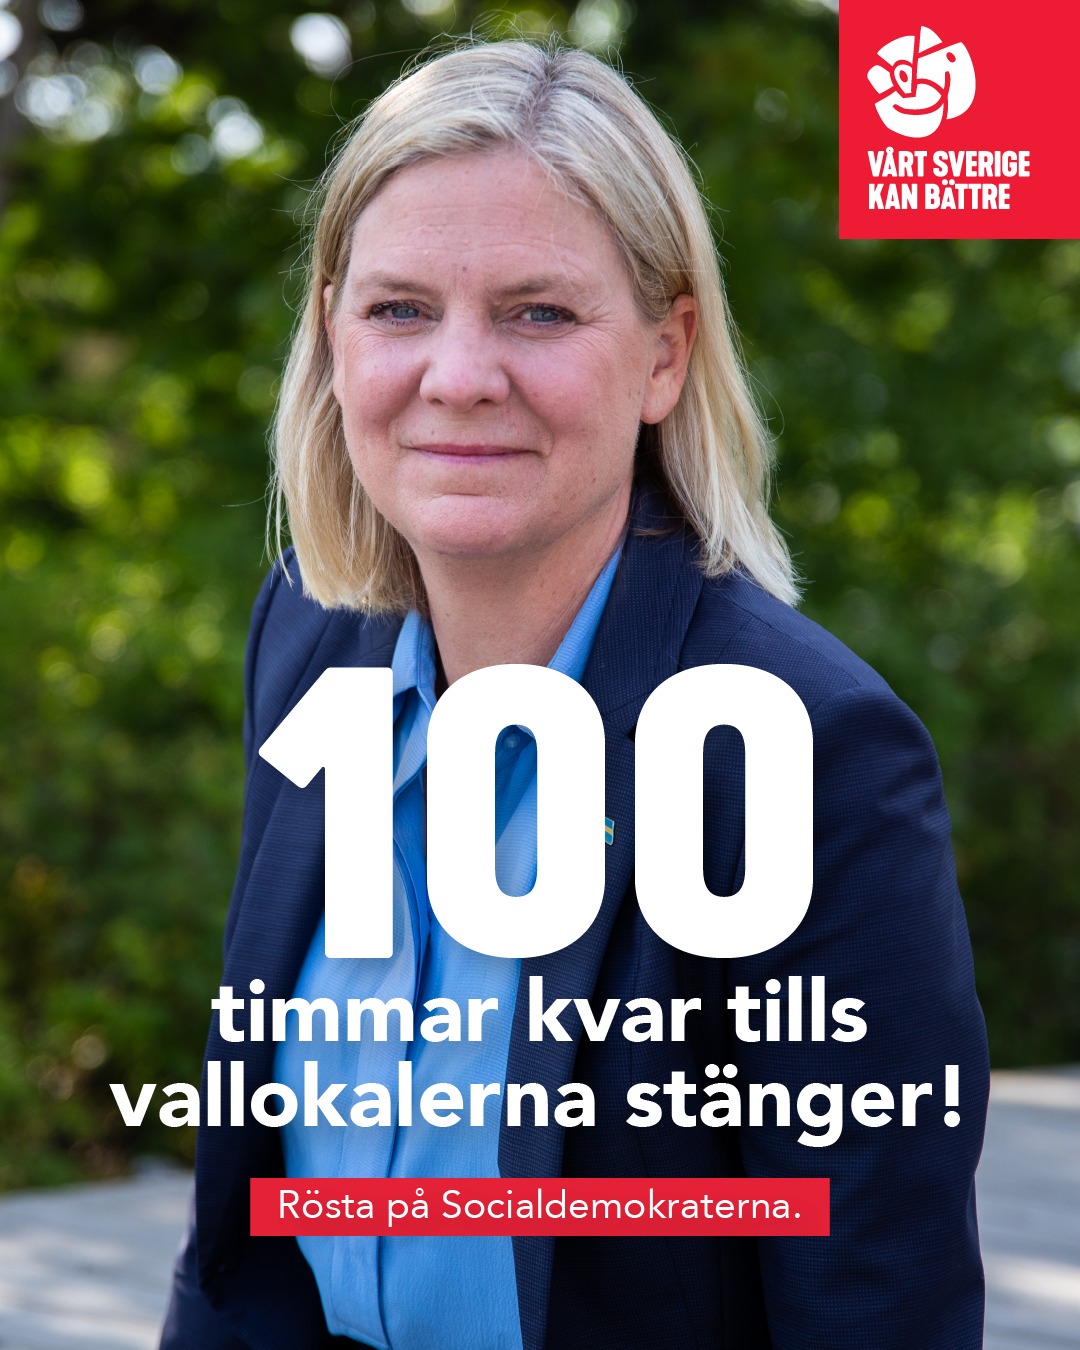 VÅRT SVERIGE
KAN BÄTTRE
100
timmar kvar tills
vallokalerna stänger!
Rösta på Socialdemokraterna.